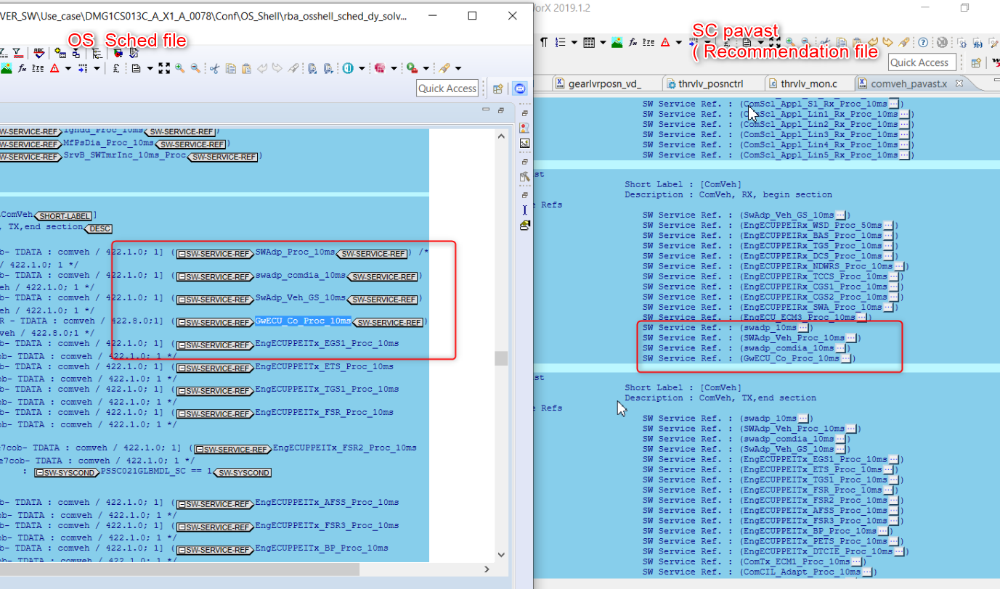 VER_SW\Use_case\DMG1CS013C_A_X1_A_0078\Conf\OS_Shell\rba_osshell_sched_dy_solv...
OS Sched file
Quick Access
W-SERVICE-REF Ighdd_Proc_10ms SW-SERVICE-REF )
W-SERVICE-REF MfPsDia_Proc_10ms SW-SERVICE-REF )
W-SERVICE-REF SrvB_SWTmrInc_10ms_Proc SW-SERVICE-REF )
ComVeh SHORT-LABEL ]
, TX,end section DESC
b- TDATA : comveh / 422.1.0; 1] ( SW-SERVICE-REF SWAdp_Proc_10ms SW-SERVICE-REF ) /*
/ 422.1.0; 1 */
b- TDATA : comveh / 422.1.0; 1] ( SW-SERVICE-REF swadp_comdia_10ms SW-SERVICE-REF )
eh / 422.1.0; 1 */
b- TDATA : comveh / 422.1.0; 1] ( SW-SERVICE-REF SwAdp_Veh_GS_10ms SW-SERVICE-REF )
eh / 422.1.0; 1 */
R - TDATA : comveh / 422.8.0;1] ( SW-SERVICE-REF GwECU_Co_Proc_10ms SW-SERVICE-REF )
veh / 422.8.0;1 */
b- TDATA : comveh / 422.1.0; 1] ( SW-SERVICE-REF EngECUPPEITx_EGS1_Proc_10ms
ob- TDATA : comveh / 422.1.0; 1 */
b- TDATA : comveh / 422.1.0; 1] ( SW-SERVICE-REF EngECUPPEITx_ETS_Proc_10ms
ob- TDATA : comveh / 422.1.0; 1 */
b- TDATA : comveh / 422.1.0; 1] ( SW-SERVICE-REF EngECUPPEITx_TGS1_Proc_10ms
ob- TDATA : comveh / 422.1.0; 1 */
b- TDATA : comveh / 422.1.0; 1] ( SW-SERVICE-REF EngECUPPEITx_FSR_Proc_10ms
ob- TDATA : comveh / 422.1.0; 1 */
e7cob- TDATA : comveh / 422.1.0; 1] ( SW-SERVICE-REF EngECUPPEITx_FSR2_Proc_10ms
e7cob- TDATA : comveh / 422.1.0; 1 */
: SW-SYSCOND PSSC021GLBMDL_SC == 1 SW-SYSCOND
b- TDATA : comveh / 422.1.0; 1] ( SW-SERVICE-REF EngECUPPEITx_AFSS_Proc_10ms
ob- TDATA : comveh / 422.1.0; 1 */
b- TDATA : comveh / 422.1.0; 1] ( SW-SERVICE-REF EngECUPPEITx_FSR3_Proc_10ms
ob- TDATA : comveh / 422.1.0; 1 */
b- TDATA : comveh / 422.1.0; 1] ( SW-SERVICE-REF EngECUPPEITx_BP_Proc_10ms
ob- TDATA : comveh / 422.1.0; 1 */
orX 2019.1.2
SC pavast
( Recommendation file
Quick Access
gearlvrposn_vd_
thrvlv_posnctrl
thrvlv_mon.c
comveh_pavast.x
SW Service Ref. : (ComScl_Appl_S1_Rx_Proc_10ms )
SW Service Ref. : (ComScl_Appl_Lin1_Rx_Proc_10ms )
SW Service Ref. : (ComScl_Appl_Lin2_Rx_Proc_10ms )
SW Service Ref. : (ComScl_Appl_Lin3_Rx_Proc_10ms )
SW Service Ref. : (ComScl_Appl_Lin4_Rx_Proc_10ms )
SW Service Ref. : (ComScl_Appl_Lin5_Rx_Proc_10ms )
st
Short Label : [ComVeh]
Description : ComVeh, RX, begin section
e Refs
SW Service Ref. : (SwAdp_Veh_GS_10ms )
SW Service Ref. : (EngECUPPEIRx_WSD_Proc_50ms )
SW Service Ref. : (EngECUPPEIRx_BAS_Proc_10ms )
SW Service Ref. : (EngECUPPEIRx_TGS_Proc_10ms )
SW Service Ref. : (EngECUPPEIRx_DCS_Proc_10ms )
SW Service Ref. : (EngECUPPEIRx_NDWRS_Proc_10ms )
SW Service Ref. : (EngECUPPEIRx_TCCS_Proc_10ms )
SW Service Ref. : (EngECUPPEIRx_CGS1_Proc_10ms )
SW Service Ref. : (EngECUPPEIRx_CGS2_Proc_10ms )
SW Service Ref. : (EngECUPPEIRx_SWA_Proc_10ms )
SW Service Ref. : (EngECU_ECM3_Proc_10ms )
SW Service Ref. : (swadp_10ms )
SW Service Ref. : (SWAdp_Veh_Proc_10ms )
SW Service Ref. : (swadp_comdia_10ms )
SW Service Ref. : (GwECU_Co_Proc_10ms )
st
Short Label : [ComVeh]
Description : ComVeh, TX,end section
e Refs
SW Service Ref. : (swadp_10ms )
SW Service Ref. : (SWAdp_Veh_Proc_10ms )
SW Service Ref. : (swadp_comdia_10ms )
SW Service Ref. : (SwAdp_Veh_GS_10ms )
SW Service Ref. : (EngECUPPEITx_EGS1_Proc_10ms )
SW Service Ref. : (EngECUPPEITx_ETS_Proc_10ms )
SW Service Ref. : (EngECUPPEITx_TGS1_Proc_10ms )
SW Service Ref. : (EngECUPPEITx_FSR_Proc_10ms )
SW Service Ref. : (EngECUPPEITx_FSR2_Proc_10ms )
SW Service Ref. : (EngECUPPEITx_AFSS_Proc_10ms )
SW Service Ref. : (EngECUPPEITx_FSR3_Proc_10ms )
SW Service Ref. : (EngECUPPEITx_BP_Proc_10ms )
SW Service Ref. : (EngECUPPEITx_PETS_Proc_10ms )
SW Service Ref. : (EngECUPPEITx_DTCIE_Proc_10ms )
SW Service Ref. : (ComTx_ECM1_Proc_10ms )
SW Service Ref. : (ComCIL_Adapt_Proc_10ms )